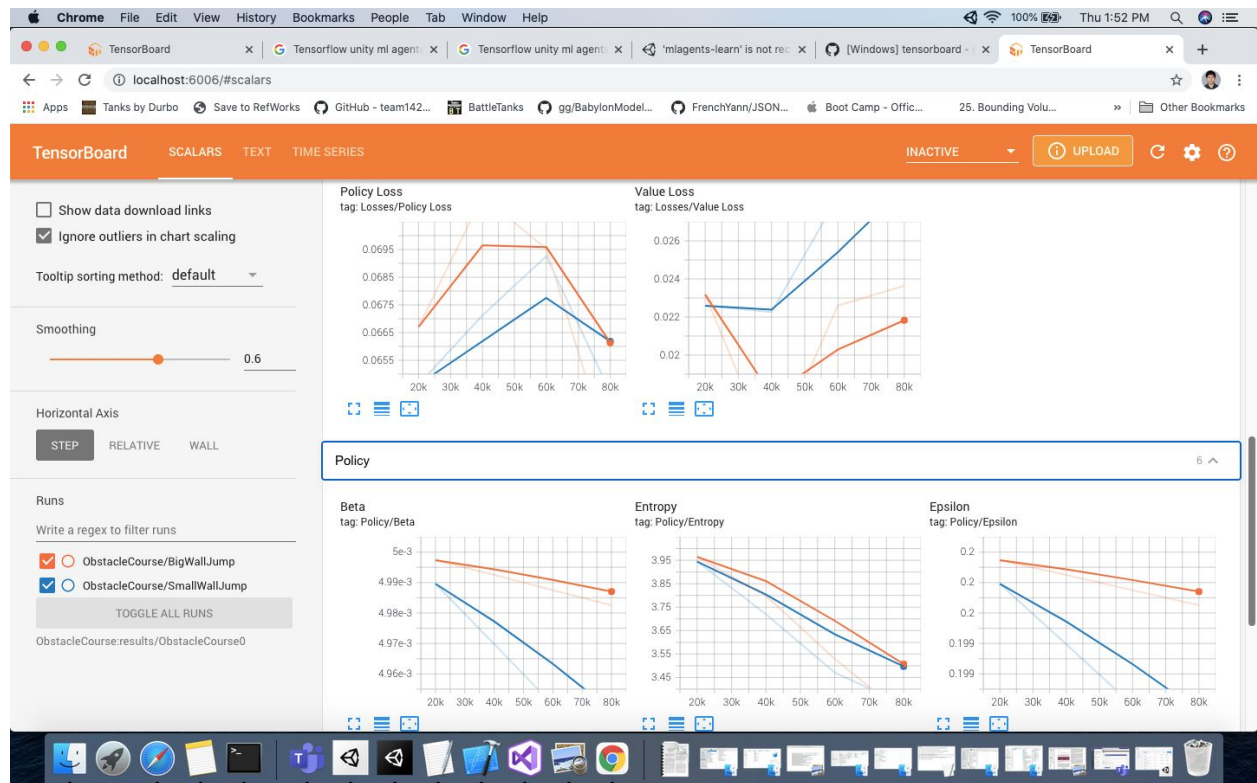 Chrome File Edit View History Bookmarks People Tab Window Help 100% Thu 1:52 PM
TensorBoard Tensorflow unity ml agent Tensorflow unity ml agent 'mlagents-learn' is not rec [Windows] tensorboard - TensorBoard
localhost:6006/#scalars
Apps Tanks by Durbo Save to RefWorks GitHub - team142... BattleTanks gg/BabylonModel... FrenchYann/JSON... Boot Camp - Offic... 25. Bounding Volu... » Other Bookmarks
TensorBoard SCALARS TEXT TIME SERIES INACTIVE UPLOAD
Show data download links
Ignore outliers in chart scaling
Tooltip sorting method: default
Smoothing
0.6
Horizontal Axis
STEP RELATIVE WALL
Runs
Write a regex to filter runs
ObstacleCourse/BigWallJump
ObstacleCourse/SmallWallJump
TOGGLE ALL RUNS
ObstacleCourse:results/ObstacleCourse0
Policy Loss
tag: Losses/Policy Loss
0.0695
0.0685
0.0675
0.0665
0.0655
20k 30k 40k 50k 60k 70k 80k
Value Loss
tag: Losses/Value Loss
0.026
0.024
0.022
0.02
20k 30k 40k 50k 60k 70k 80k
Policy 6
Beta
tag: Policy/Beta
5e-3
4.99e-3
4.98e-3
4.97e-3
4.96e-3
20k 30k 40k 50k 60k 70k 80k
Entropy
tag: Policy/Entropy
3.95
3.85
3.75
3.65
3.55
3.45
20k 30k 40k 50k 60k 70k 80k
Epsilon
tag: Policy/Epsilon
0.2
0.2
0.2
0.199
0.199
20k 30k 40k 50k 60k 70k 80k